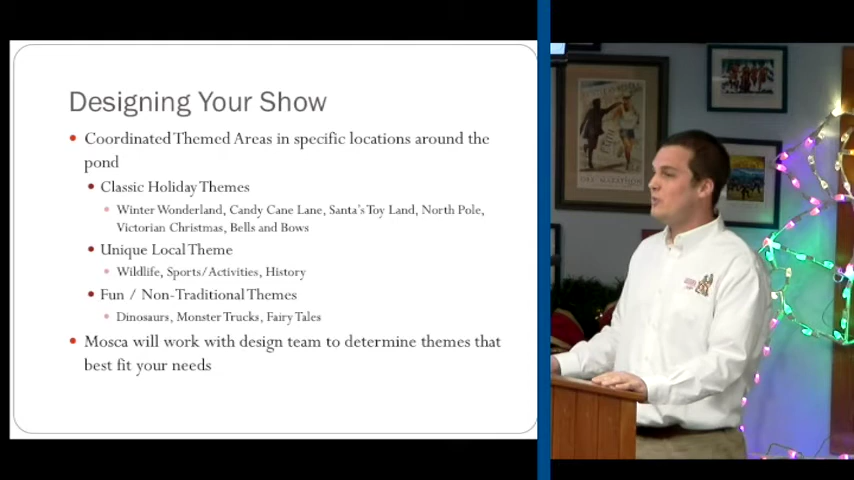 Designing Your Show
Coordinated Themed Areas in specific locations around the
pond
Classic Holiday Themes
Winter Wonderland, Candy Cane Lane, Santa's Toy Land, North Pole,
Victorian Christmas, Bells and Bows
Unique Local Theme
Wildlife, Sports/Activities, History
Fun / Non-Traditional Themes
Dinosaurs, Monster Trucks, Fairy Tales
Mosca will work with design team to determine themes that
best fit your needs